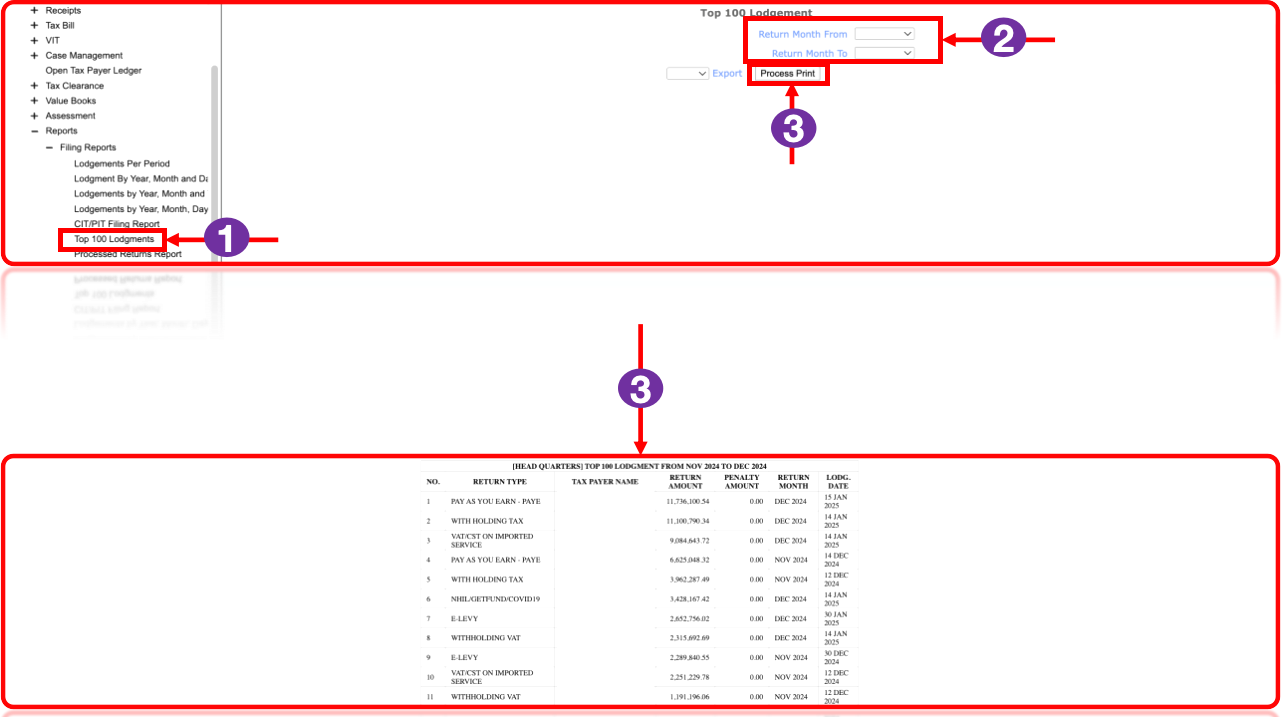 + Receipts
+ Tax Bill
+ VIT
+ Case Management
Open Tax Payer Ledger
+ Tax Clearance
+ Value Books
+ Assessment
− Reports
− Filing Reports
Lodgements Per Period
Lodgment By Year, Month and Da
Lodgements by Year, Month and
Lodgements by Year, Month, Day
CIT/PIT Filing Report
Top 100 Lodgments
Processed Returns Report
1
Top 100 Lodgement
Return Month From
Return Month To
2
Export Process Print
3
3
[HEAD QUARTERS] TOP 100 LODGMENT FROM NOV 2024 TO DEC 2024
NO. RETURN TYPE TAX PAYER NAME RETURN AMOUNT PENALTY AMOUNT RETURN MONTH LODG. DATE
1 PAY AS YOU EARN - PAYE 11,736,100.54 0.00 DEC 2024 15 JAN 2025
2 WITH HOLDING TAX 11,100,790.34 0.00 DEC 2024 14 JAN 2025
3 VAT/CST ON IMPORTED SERVICE 9,084,643.72 0.00 DEC 2024 14 JAN 2025
4 PAY AS YOU EARN - PAYE 6,625,048.32 0.00 NOV 2024 14 DEC 2024
5 WITH HOLDING TAX 3,962,287.49 0.00 NOV 2024 12 DEC 2024
6 NHIL/GETFUND/COVID19 3,428,167.42 0.00 DEC 2024 14 JAN 2025
7 E-LEVY 2,652,756.02 0.00 DEC 2024 30 JAN 2025
8 WITHHOLDING VAT 2,315,692.69 0.00 DEC 2024 14 JAN 2025
9 E-LEVY 2,289,840.55 0.00 NOV 2024 30 DEC 2024
10 VAT/CST ON IMPORTED SERVICE 2,251,229.78 0.00 NOV 2024 12 DEC 2024
11 WITHHOLDING VAT 1,191,196.06 0.00 NOV 2024 12 DEC 2024